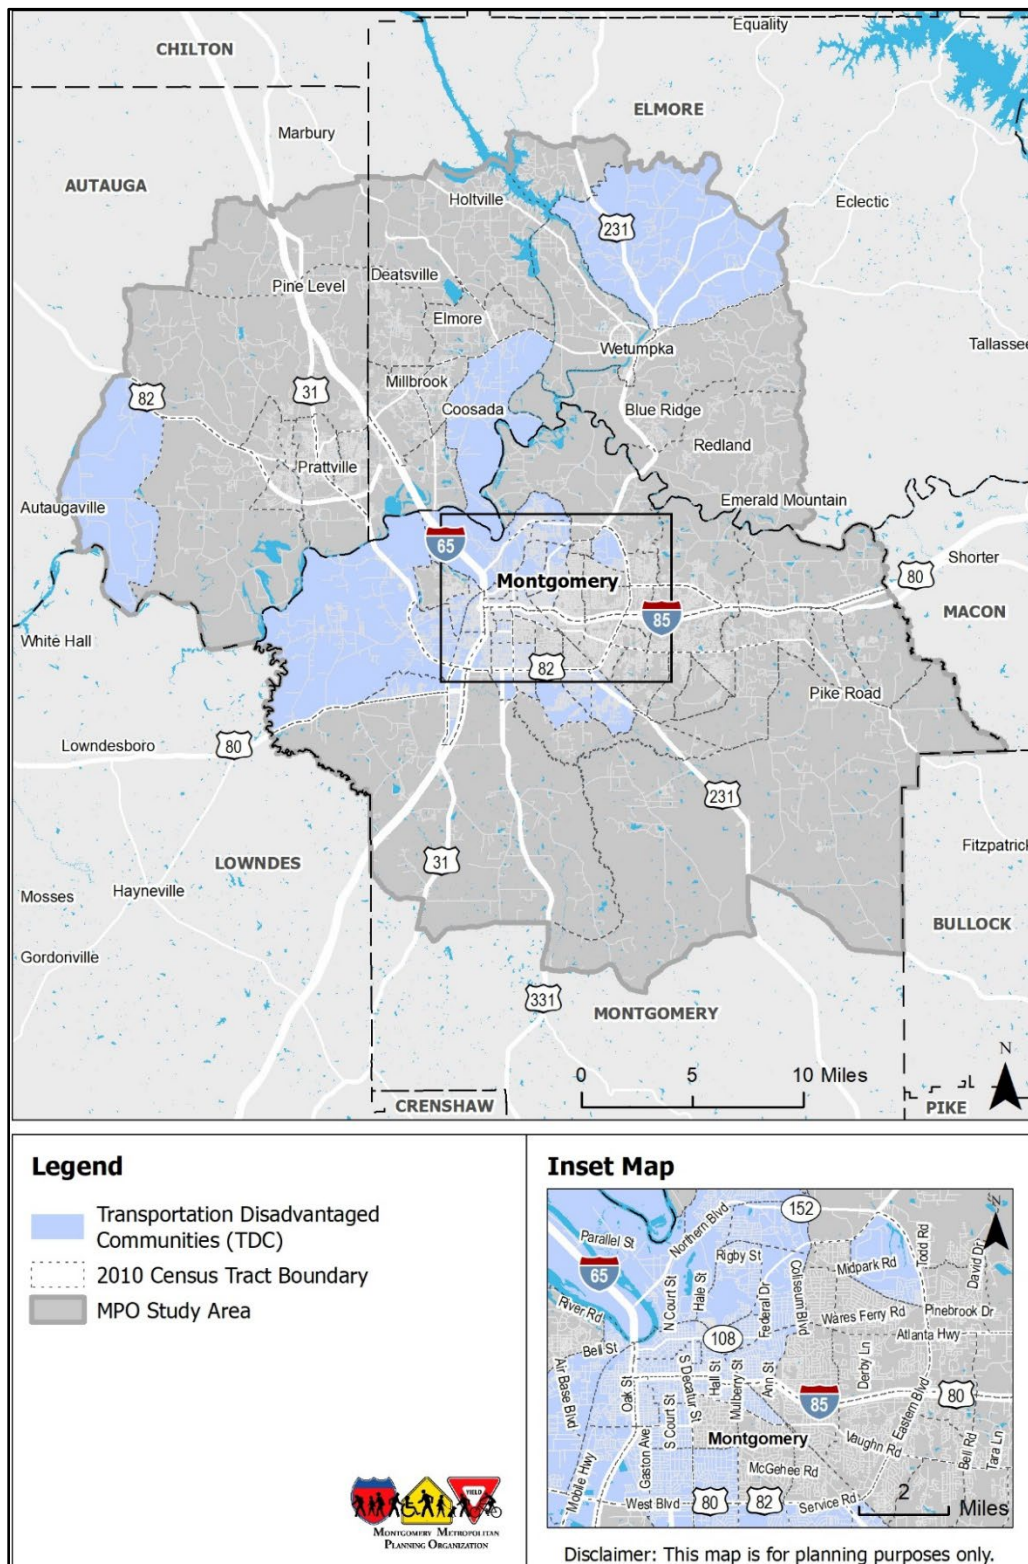 Equality
CHILTON
ELMORE
Marbury
AUTAUGA
Holtville
Eclectic
231
Deatsville
Pine Level
Elmore
Wetumpka
Tallassee
82
31
Millbrook
Coosada
Blue Ridge
Redland
Prattville
Autaugaville
Emerald Mountain
65
Shorter
80
Montgomery
MACON
85
White Hall
82
Pike Road
Lowndesboro
80
231
31
LOWNDES
Fitzpatrick
Mosses
Hayneville
BULLOCK
Gordonville
331
MONTGOMERY
N
0 5 10 Miles
CRENSHAW
PIKE
Legend
Transportation Disadvantaged
Communities (TDC)
2010 Census Tract Boundary
MPO Study Area
YIELD
MONTGOMERY METROPOLITAN
PLANNING ORGANIZATION
Inset Map
N
152
Northern Blvd
Parallel St
Rigby St
Todd Rd
David Dr
65
Midpark Rd
Hale St
N Court St
Federal Dr
Coliseum Blvd
River Rd
Wares Ferry Rd
Pinebrook Dr
108
Atlanta Hwy
Bell St
Air Base Blvd
Oak St
S Decatur St
Hall St
Mulberry St
Ann St
Derby Ln
85
80
Eastern Blvd
Gaston Ave
S Court St
Montgomery
Vaughn Rd
Bell Rd
Tara Ln
Mobile Hwy
McGehee Rd
West Blvd
80
82
Service Rd
2
Miles
Disclaimer: This map is for planning purposes only.